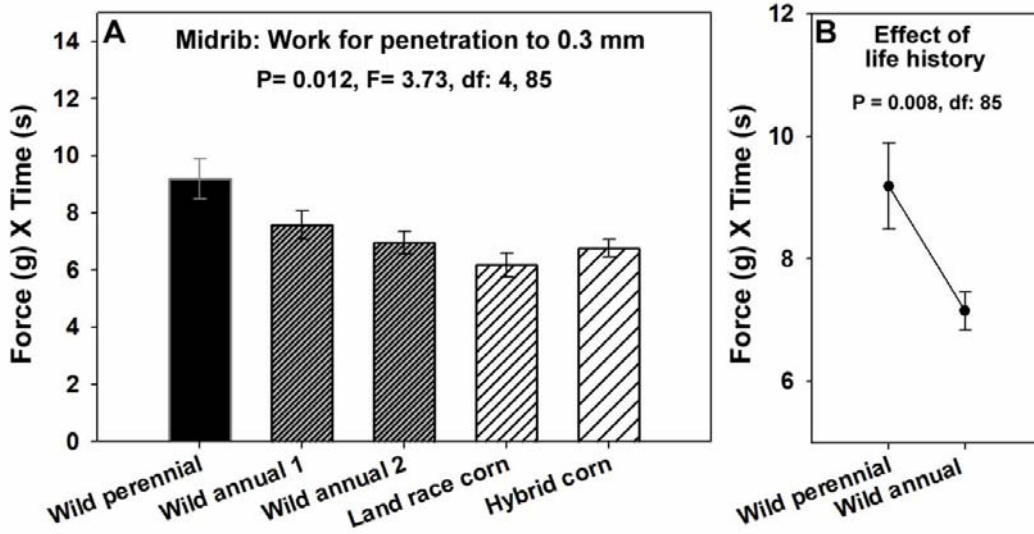 A
Midrib: Work for penetration to 0.3 mm
P= 0.012, F= 3.73, df: 4, 85
Force (g) X Time (s)
14
12
10
8
6
4
2
0
Wild perennial
Wild annual 1
Wild annual 2
Land race corn
Hybrid corn
B
Effect of
life history
P = 0.008, df: 85
Force (g) X Time (s)
12
10
8
6
Wild perennial
Wild annual